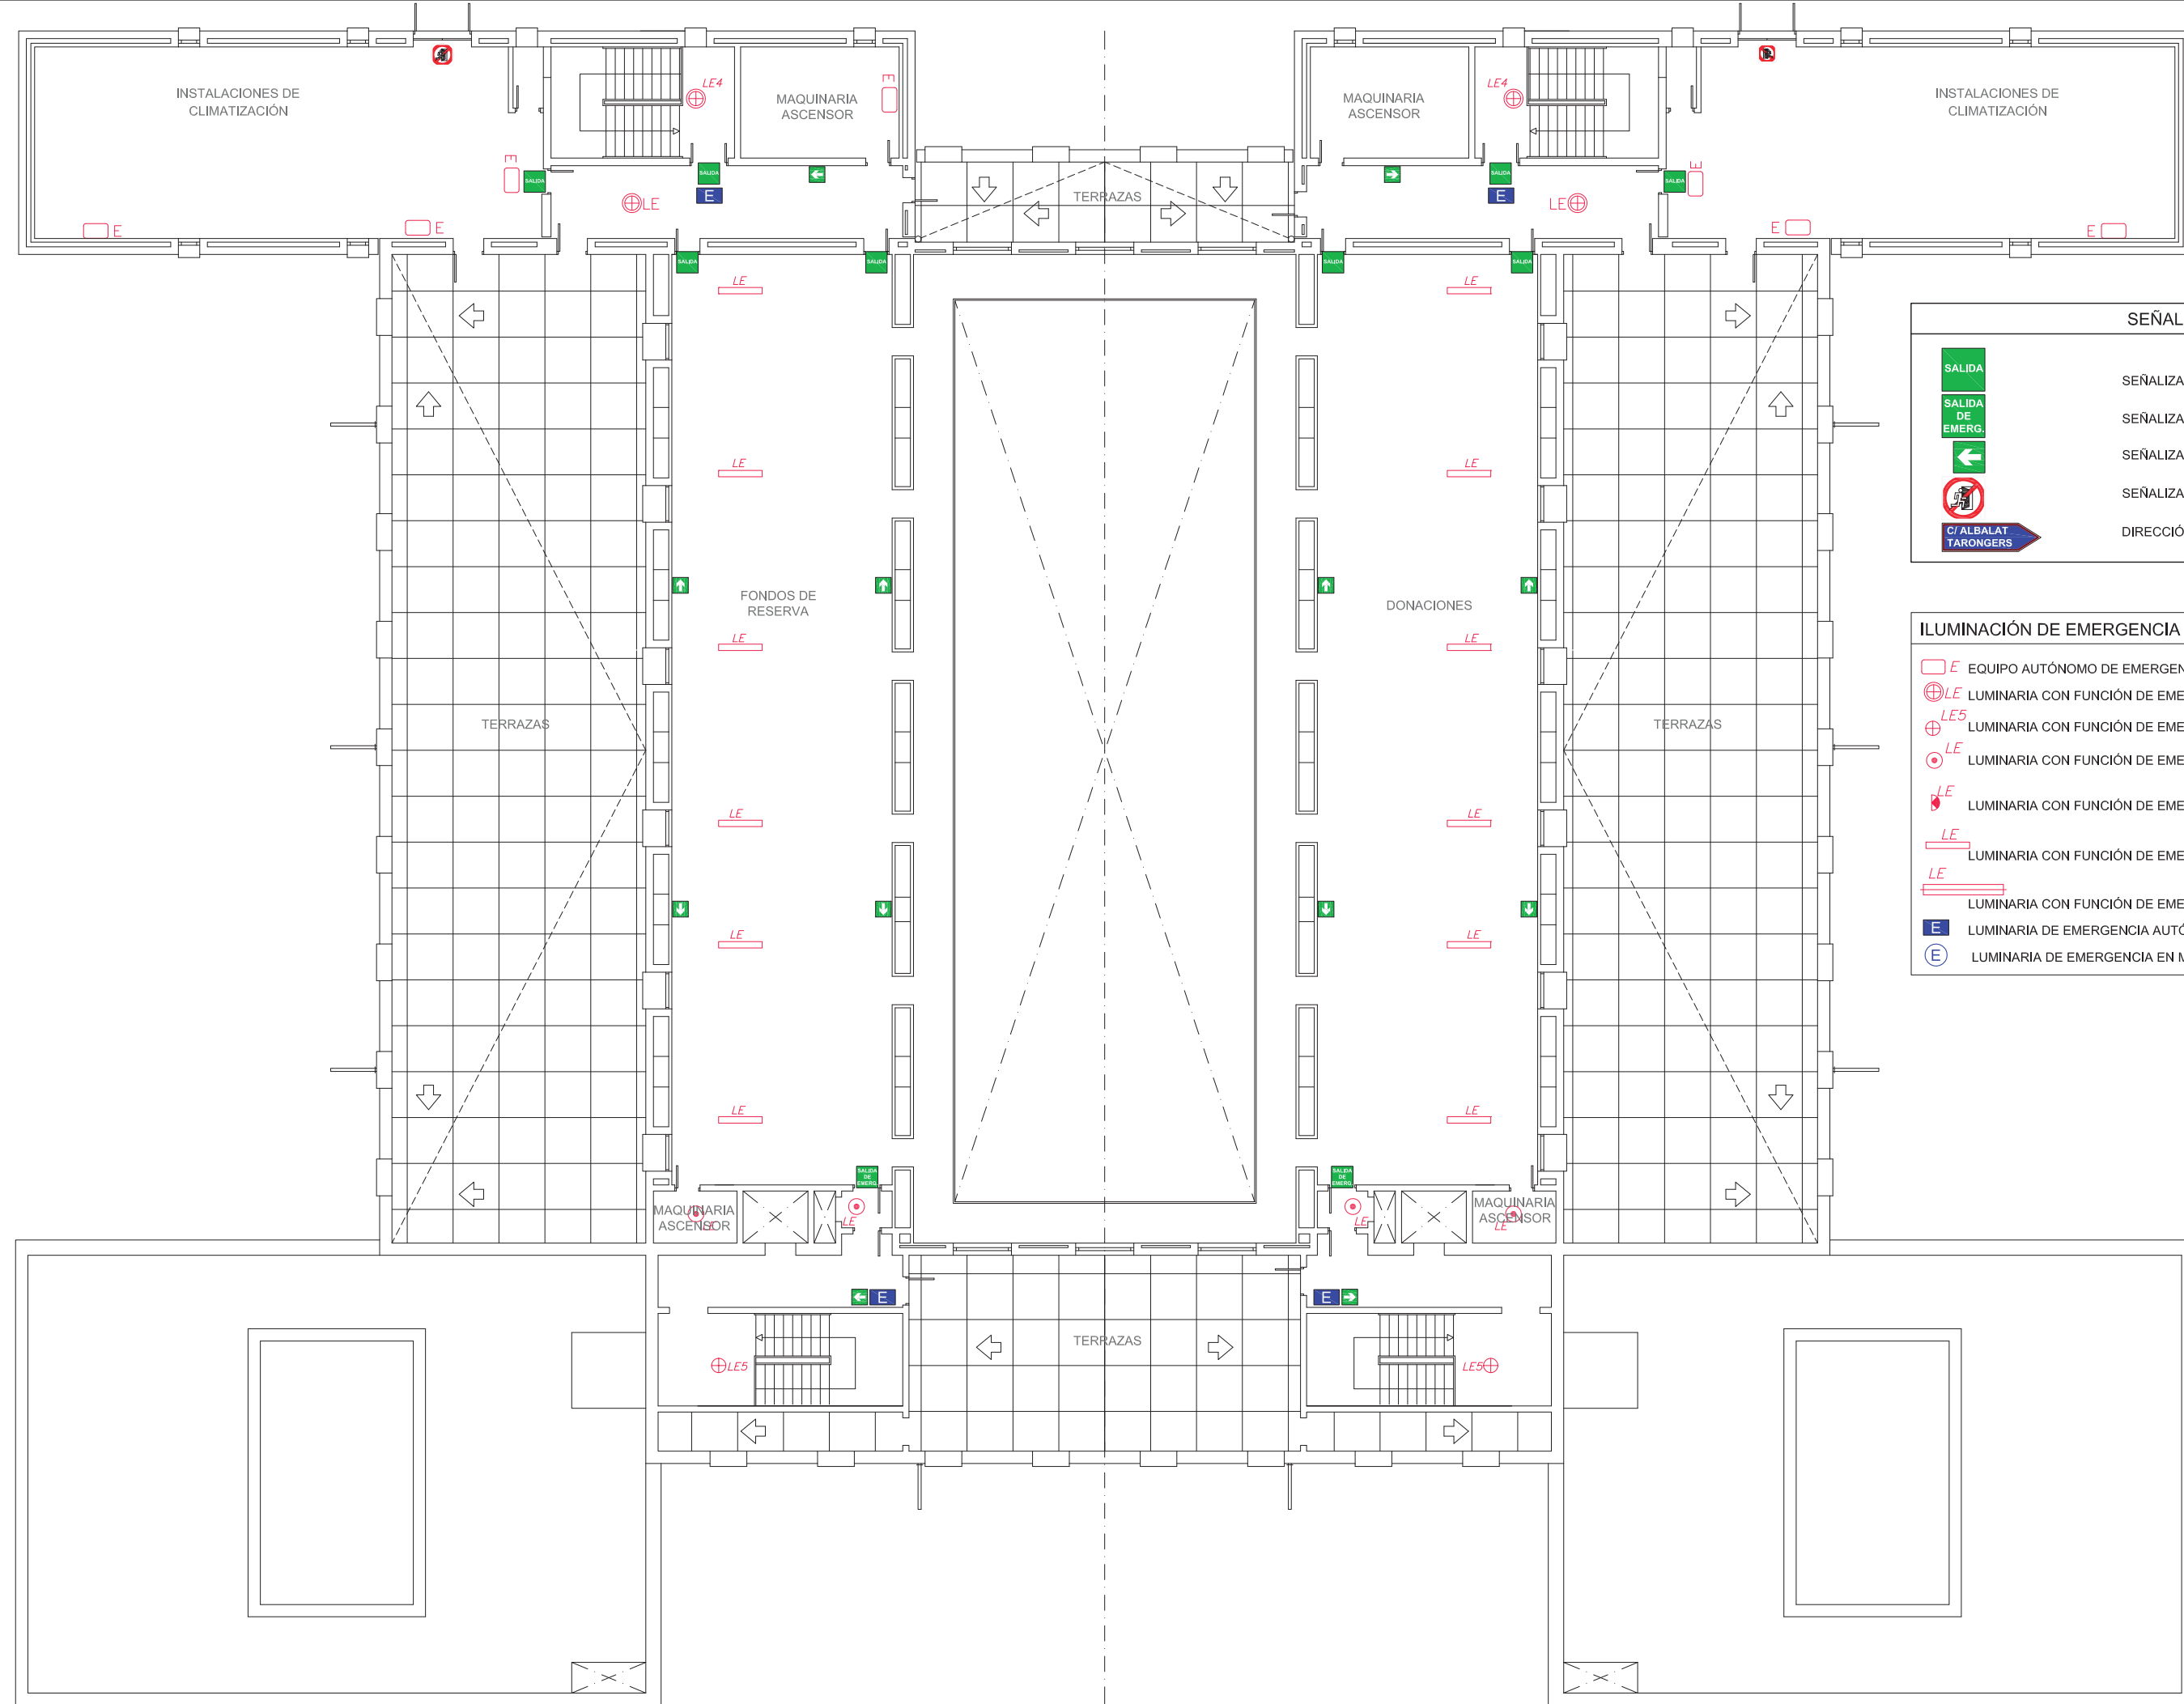 INSTALACIONES DE
CLIMATIZACIÓN
LE4
MAQUINARIA
ASCENSOR
E
MAQUINARIA
ASCENSOR
LE4
INSTALACIONES DE
CLIMATIZACIÓN
E
SALIDA
SALIDA
E
LE
E
E
TERRAZAS
SALIDA
E
LE
SALIDA
E
E
E
SALIDA
SALIDA
SALIDA
SALIDA
LE
LE
SEÑAL
SALIDA
SEÑALIZA
SALIDA
DE
EMERG.
SEÑALIZA
SEÑALIZA
SEÑALIZA
C/ ALBALAT
TARONGERS
DIRECCIÓ
LE
LE
FONDOS DE
RESERVA
DONACIONES
LE
LE
ILUMINACIÓN DE EMERGENCIA
E EQUIPO AUTÓNOMO DE EMERGEN
LE LUMINARIA CON FUNCIÓN DE EME
LE5
LUMINARIA CON FUNCIÓN DE EME
LE
LUMINARIA CON FUNCIÓN DE EME
LE
LUMINARIA CON FUNCIÓN DE EME
LE
LUMINARIA CON FUNCIÓN DE EME
LE
LUMINARIA CON FUNCIÓN DE EME
E LUMINARIA DE EMERGENCIA AUTÓ
E LUMINARIA DE EMERGENCIA EN M
TERRAZAS
TERRAZAS
LE
LE
LE
LE
LE
LE
SALIDA
DE
EMERG.
SALIDA
DE
EMERG.
MAQUINARIA
ASCENSOR
LE
LE
LE
MAQUINARIA
ASCENSOR
LE
E
E
TERRAZAS
LE5
LE5